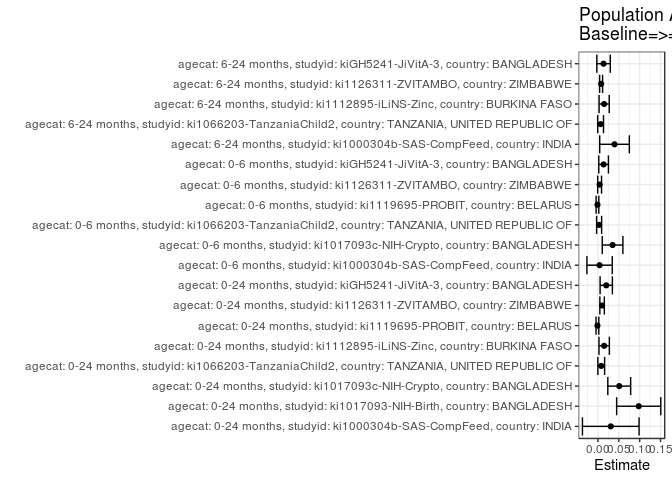 Population
Baseline=>=
agecat: 6-24 months, studyid: kiGH5241-JiVitA-3, country: BANGLADESH
agecat: 6-24 months, studyid: ki1126311-ZVITAMBO, country: ZIMBABWE
agecat: 6-24 months, studyid: ki1112895-iLiNS-Zinc, country: BURKINA FASO
agecat: 6-24 months, studyid: ki1066203-TanzaniaChild2, country: TANZANIA, UNITED REPUBLIC OF
agecat: 6-24 months, studyid: ki1000304b-SAS-CompFeed, country: INDIA
agecat: 0-6 months, studyid: kiGH5241-JiVitA-3, country: BANGLADESH
agecat: 0-6 months, studyid: ki1126311-ZVITAMBO, country: ZIMBABWE
agecat: 0-6 months, studyid: ki1119695-PROBIT, country: BELARUS
agecat: 0-6 months, studyid: ki1066203-TanzaniaChild2, country: TANZANIA, UNITED REPUBLIC OF
agecat: 0-6 months, studyid: ki1017093c-NIH-Crypto, country: BANGLADESH
agecat: 0-6 months, studyid: ki1000304b-SAS-CompFeed, country: INDIA
agecat: 0-24 months, studyid: kiGH5241-JiVitA-3, country: BANGLADESH
agecat: 0-24 months, studyid: ki1126311-ZVITAMBO, country: ZIMBABWE
agecat: 0-24 months, studyid: ki1119695-PROBIT, country: BELARUS
agecat: 0-24 months, studyid: ki1112895-iLiNS-Zinc, country: BURKINA FASO
agecat: 0-24 months, studyid: ki1066203-TanzaniaChild2, country: TANZANIA, UNITED REPUBLIC OF
agecat: 0-24 months, studyid: ki1017093c-NIH-Crypto, country: BANGLADESH
agecat: 0-24 months, studyid: ki1017093-NIH-Birth, country: BANGLADESH
agecat: 0-24 months, studyid: ki1000304b-SAS-CompFeed, country: INDIA
0.00 0.05 0.10 0.15
Estimate